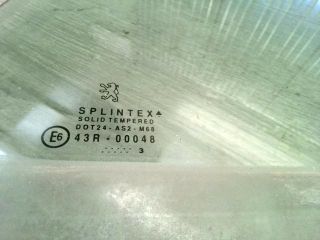 SPLINTEX
SOLID TEMPERED
DOT24-AS2-M68
E6 43R-00048
3